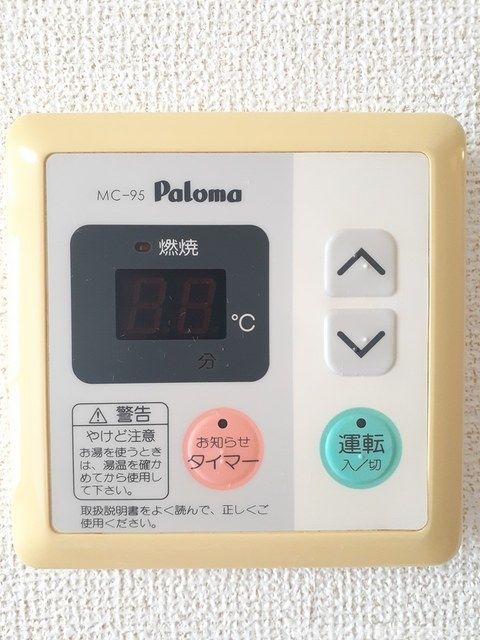 MC-95 Paloma
燃焼
℃
分
警告
やけど注意
お湯を使うとき
は、湯温を確か
めてから使用し
て下さい。
お知らせ
タイマー
運転
入/切
取扱説明書をよく読んで、正しくご
使用ください。